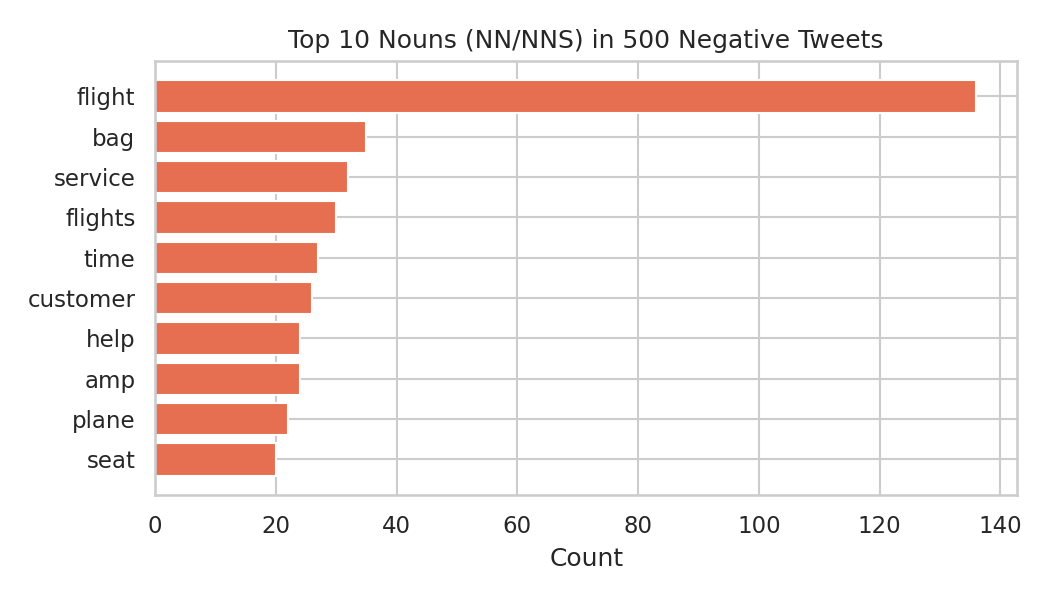 Top 10 Nouns (NN/NNS) in 500 Negative Tweets
flight
bag
service
flights
time
customer
help
amp
plane
seat
0 20 40 60 80 100 120 140
Count